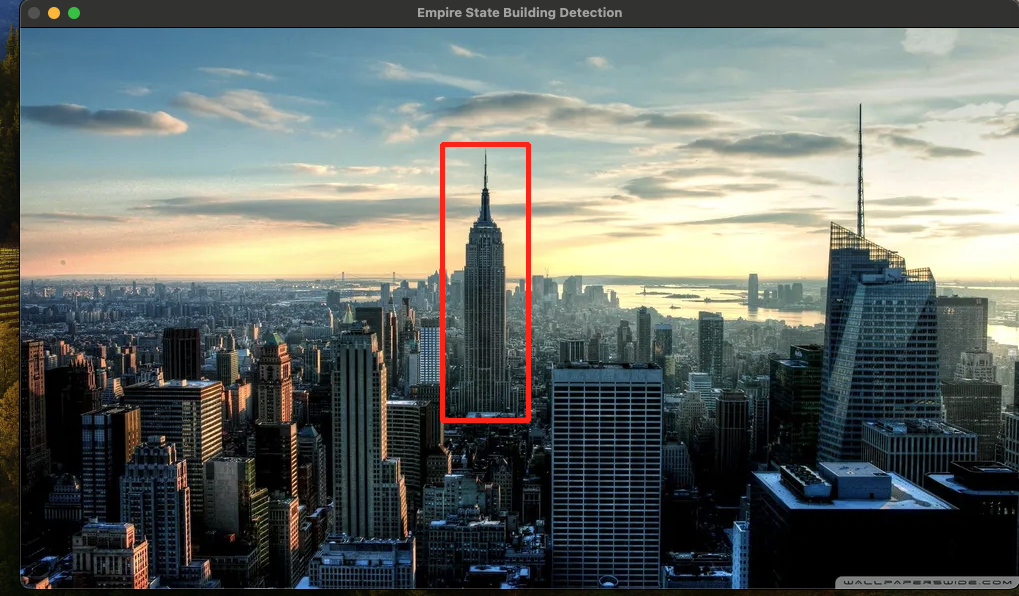 Empire State Building Detection
WALLPAPERSWIDE.COM